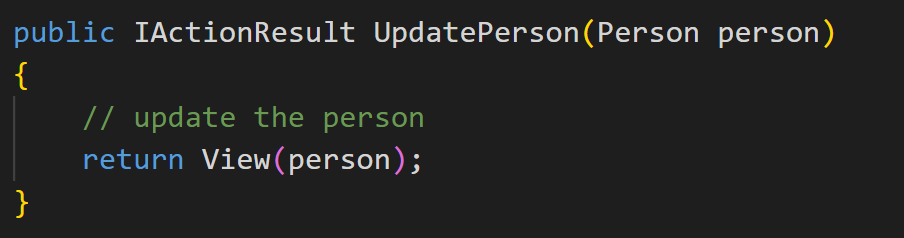 public IActionResult UpdatePerson(Person person)
{
    // update the person
    return View(person);
}